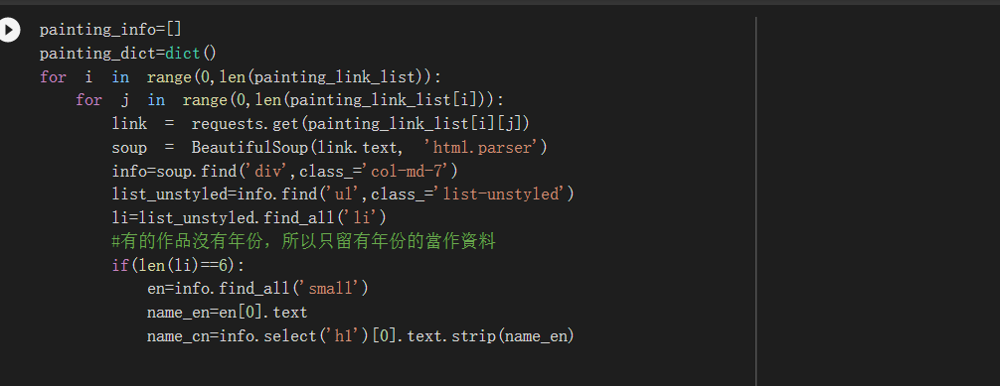 painting_info=[]
painting_dict=dict()
for i in range(0,len(painting_link_list)):
for j in range(0,len(painting_link_list[i])):
link = requests.get(painting_link_list[i][j])
soup = BeautifulSoup(link.text, 'html.parser')
info=soup.find('div',class_='col-md-7')
list_unstyled=info.find('ul',class_='list-unstyled')
li=list_unstyled.find_all('li')
#有的作品沒有年份，所以只留有年份的當作資料
if(len(li)==6):
en=info.find_all('small')
name_en=en[0].text
name_cn=info.select('h1')[0].text.strip(name_en)